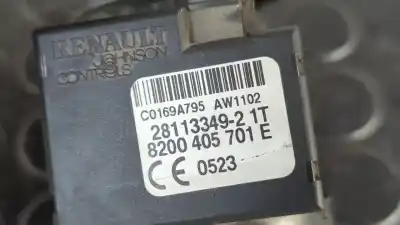 RENAULT
JOHNSON
CONTROLS
C0169A795 AW1102
28113349-2 1T
8200 405 701 E
CE 0523